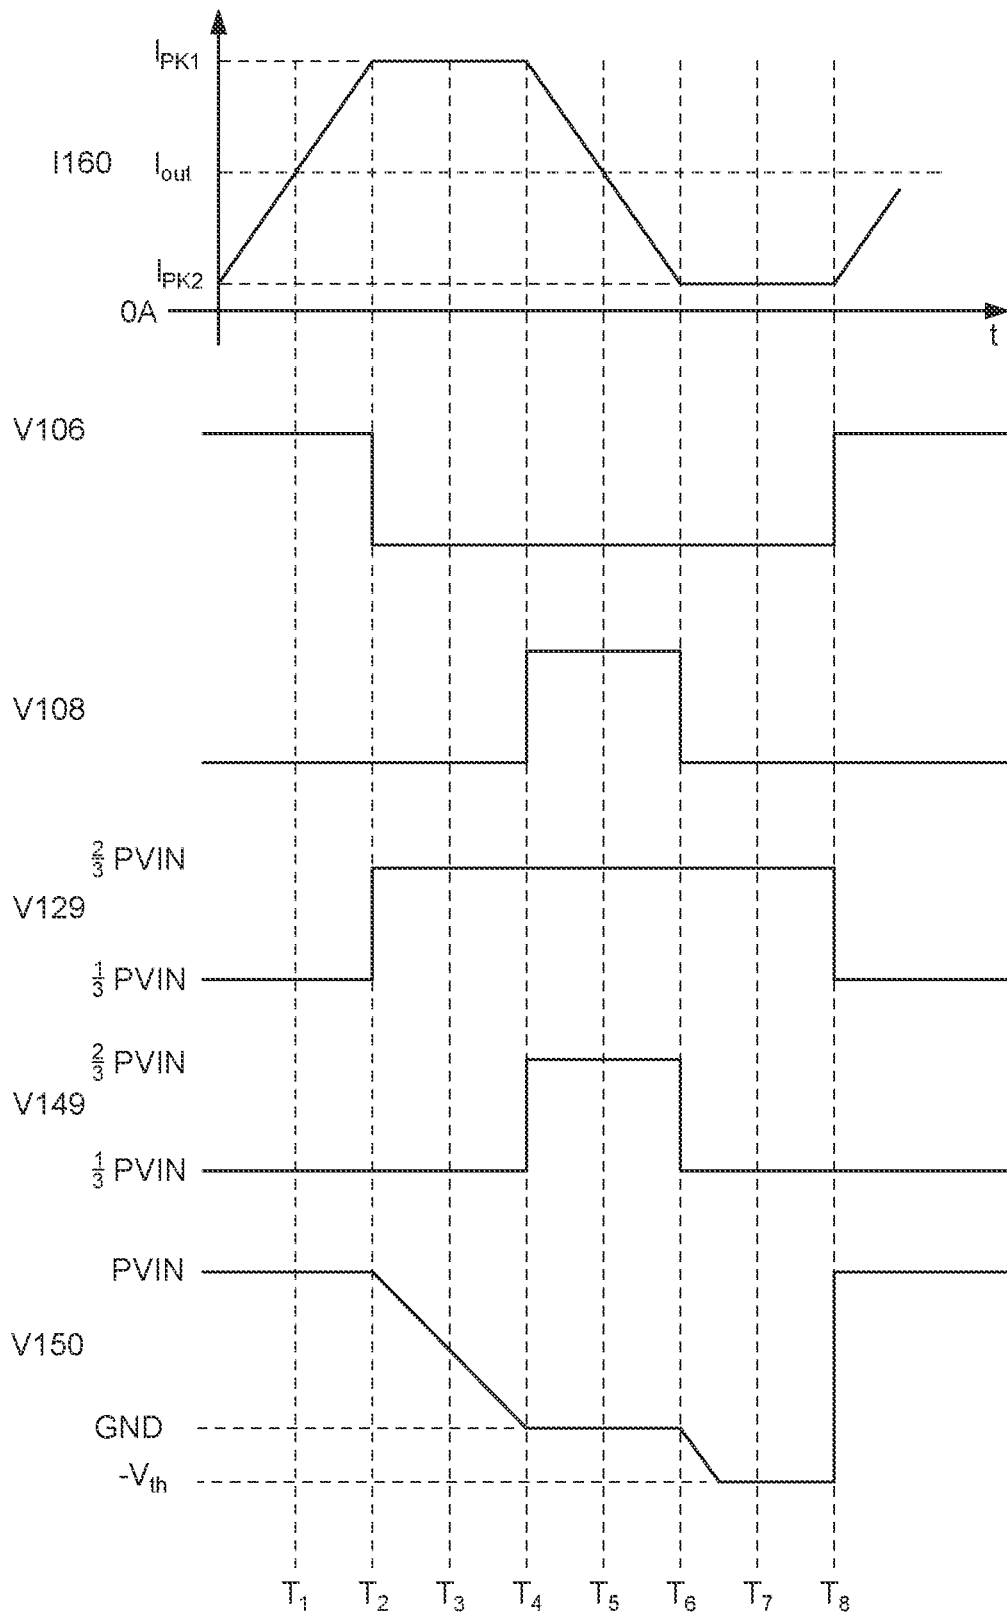 I_PK1
I160
I_out
I_PK2
0A
t
V106
V108
2/3 PVIN
V129
1/3 PVIN
2/3 PVIN
V149
1/3 PVIN
PVIN
V150
GND
-V_th
T_1 T_2 T_3 T_4 T_5 T_6 T_7 T_8